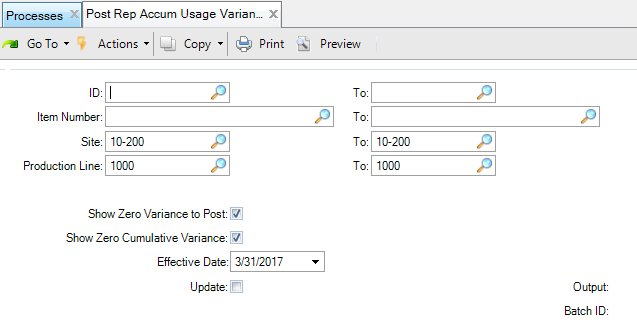 Processes Post Rep Accum Usage Varian...
Go To Actions Copy Print Preview
ID: To:
Item Number: To:
Site: 10-200 To: 10-200
Production Line: 1000 To: 1000
Show Zero Variance to Post:
Show Zero Cumulative Variance:
Effective Date: 3/31/2017
Update: Output:
Batch ID: